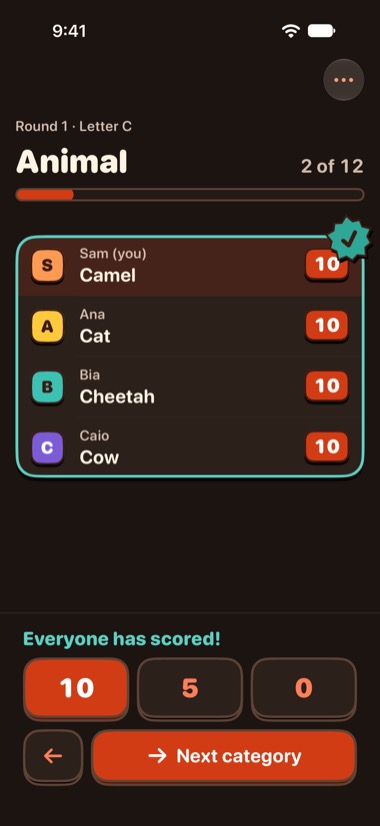 9:41
Round 1 · Letter C
Animal
2 of 12
S
Sam (you)
Camel
10
A
Ana
Cat
10
B
Bia
Cheetah
10
C
Caio
Cow
10
Everyone has scored!
10 5 0
← → Next category